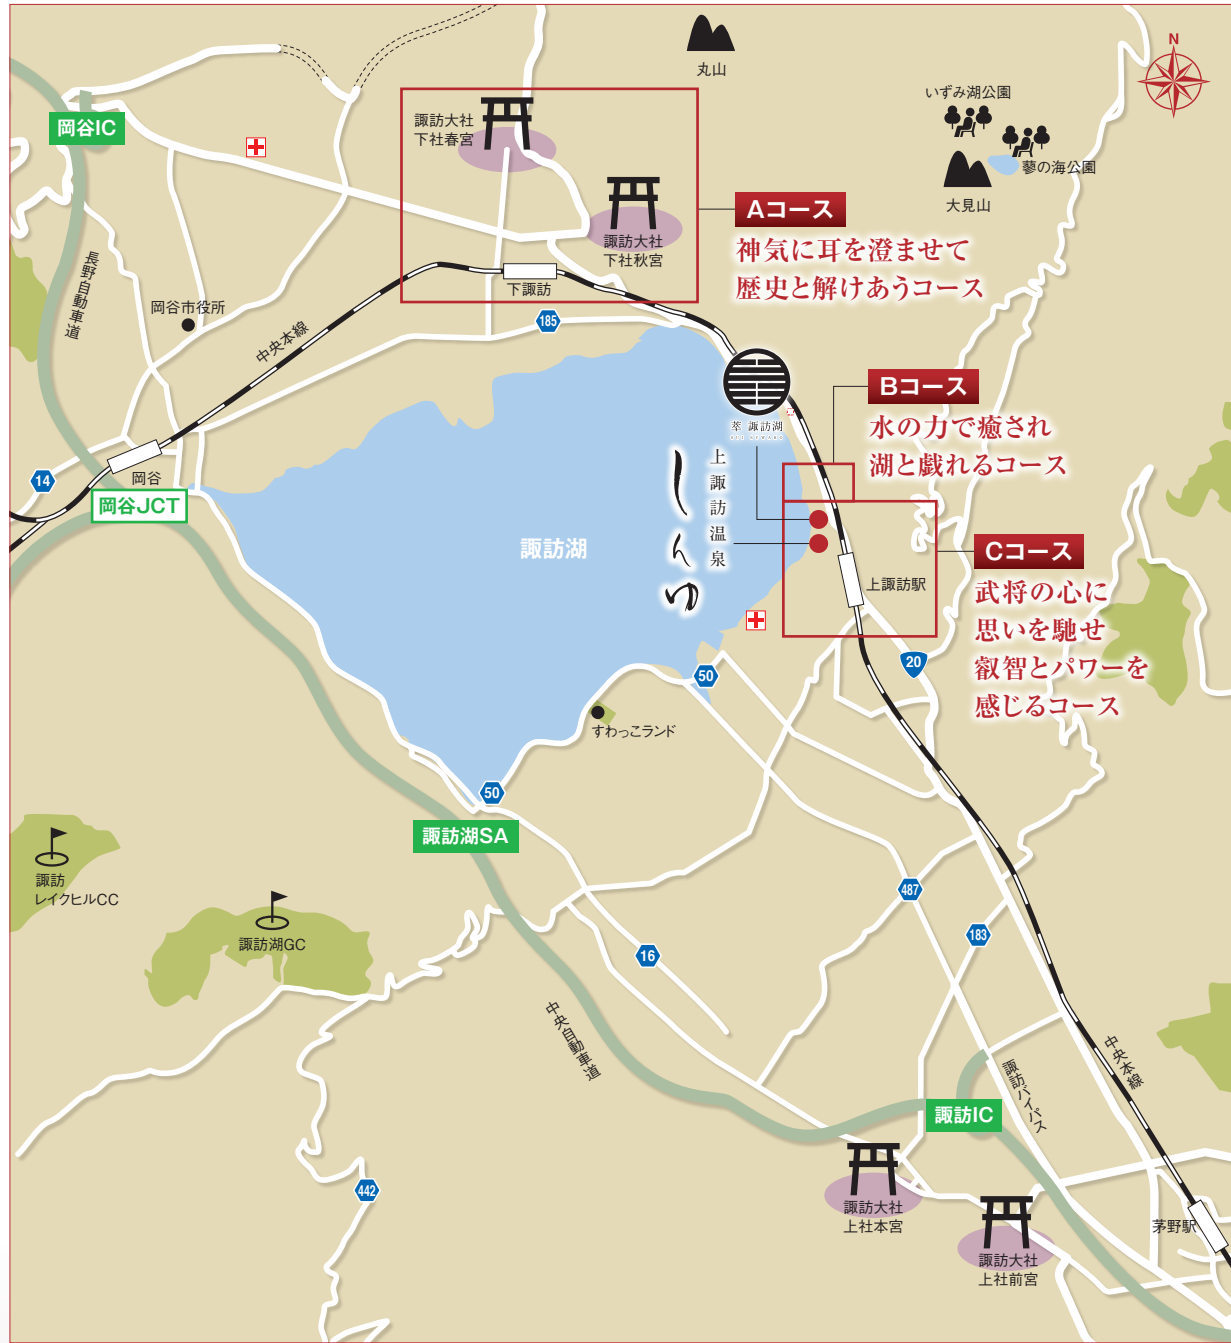 N
丸山
いずみ湖公園
蓼の海公園
大見山
岡谷IC
諏訪大社
下社春宮
諏訪大社
下社秋宮
Aコース
神気に耳を澄ませて
歴史と解けあうコース
長野自動車道
岡谷市役所
中央本線
下諏訪
185
萃 諏訪湖
SUI SUWAKO
Bコース
水の力で癒され
湖と戯れるコース
上諏訪温泉
しんゆ
14
岡谷
岡谷JCT
諏訪湖
上諏訪駅
Cコース
武将の心に
思いを馳せ
叡智とパワーを
感じるコース
20
50
すわっこランド
50
諏訪湖SA
諏訪
レイクヒルCC
諏訪湖GC
487
183
16
中央自動車道
中央本線
諏訪バイパス
諏訪IC
442
諏訪大社
上社本宮
諏訪大社
上社前宮
茅野駅